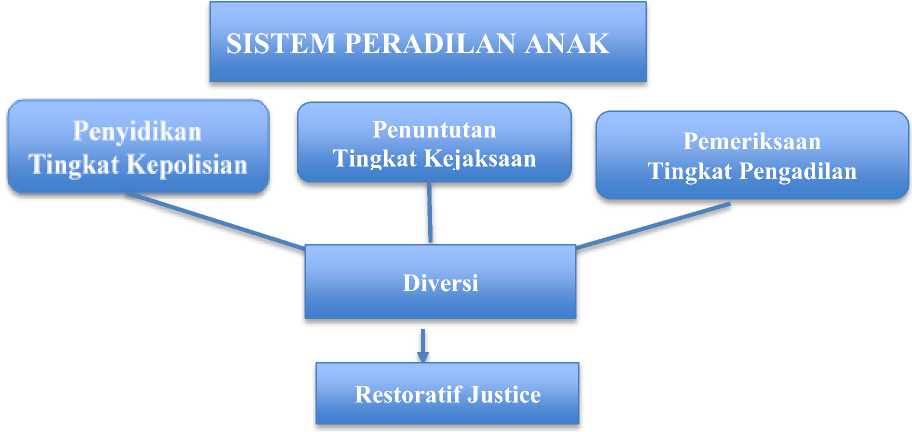 SISTEM PERADILAN ANAK
Penyidikan
Tingkat Kepolisian
Penuntutan
Tingkat Kejaksaan
Pemeriksaan
Tingkat Pengadilan
Diversi
Restoratif Justice